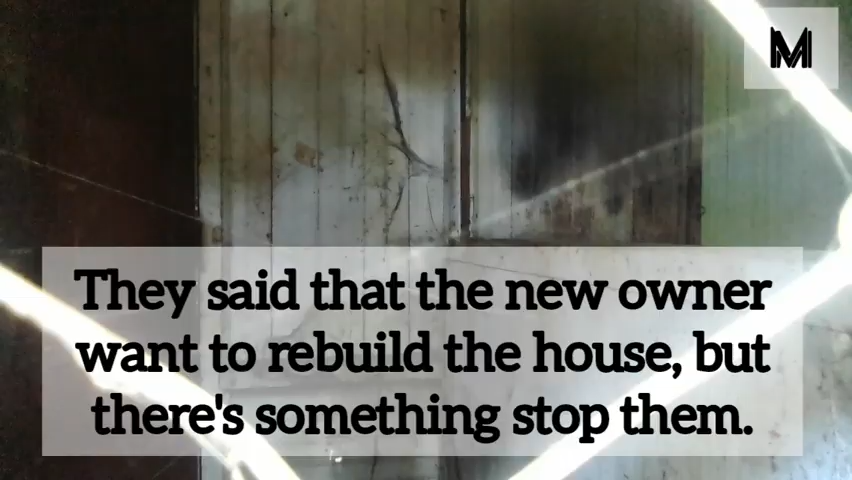 M
They said that the new owner
want to rebuild the house, but
there's something stop them.